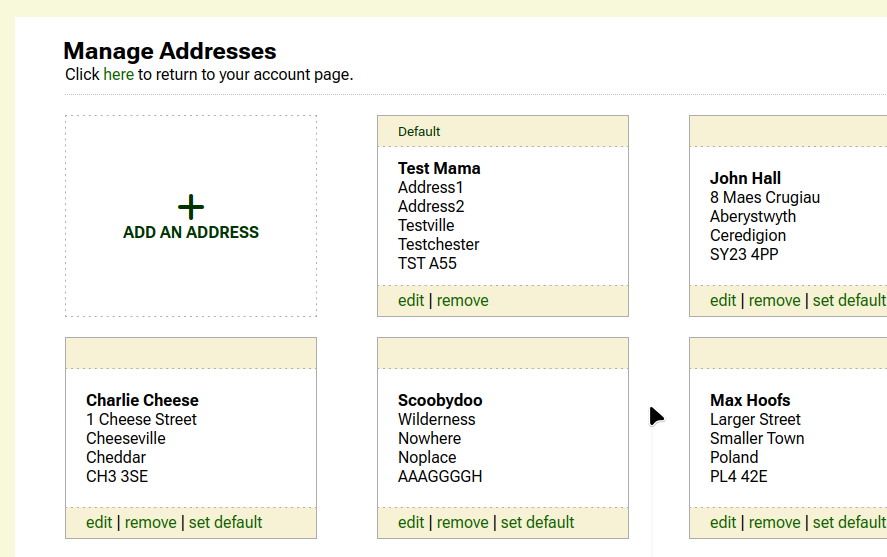 Manage Addresses
Click here to return to your account page.
ADD AN ADDRESS
Default
Test Mama
Address1
Address2
Testville
Testchester
TST A55
edit | remove
John Hall
8 Maes Crugiau
Aberystwyth
Ceredigion
SY23 4PP
edit | remove | set default
Charlie Cheese
1 Cheese Street
Cheeseville
Cheddar
CH3 3SE
edit | remove | set default
Scoobydoo
Wilderness
Nowhere
Noplace
AAAGGGGH
edit | remove | set default
Max Hoofs
Larger Street
Smaller Town
Poland
PL4 42E
edit | remove | set default